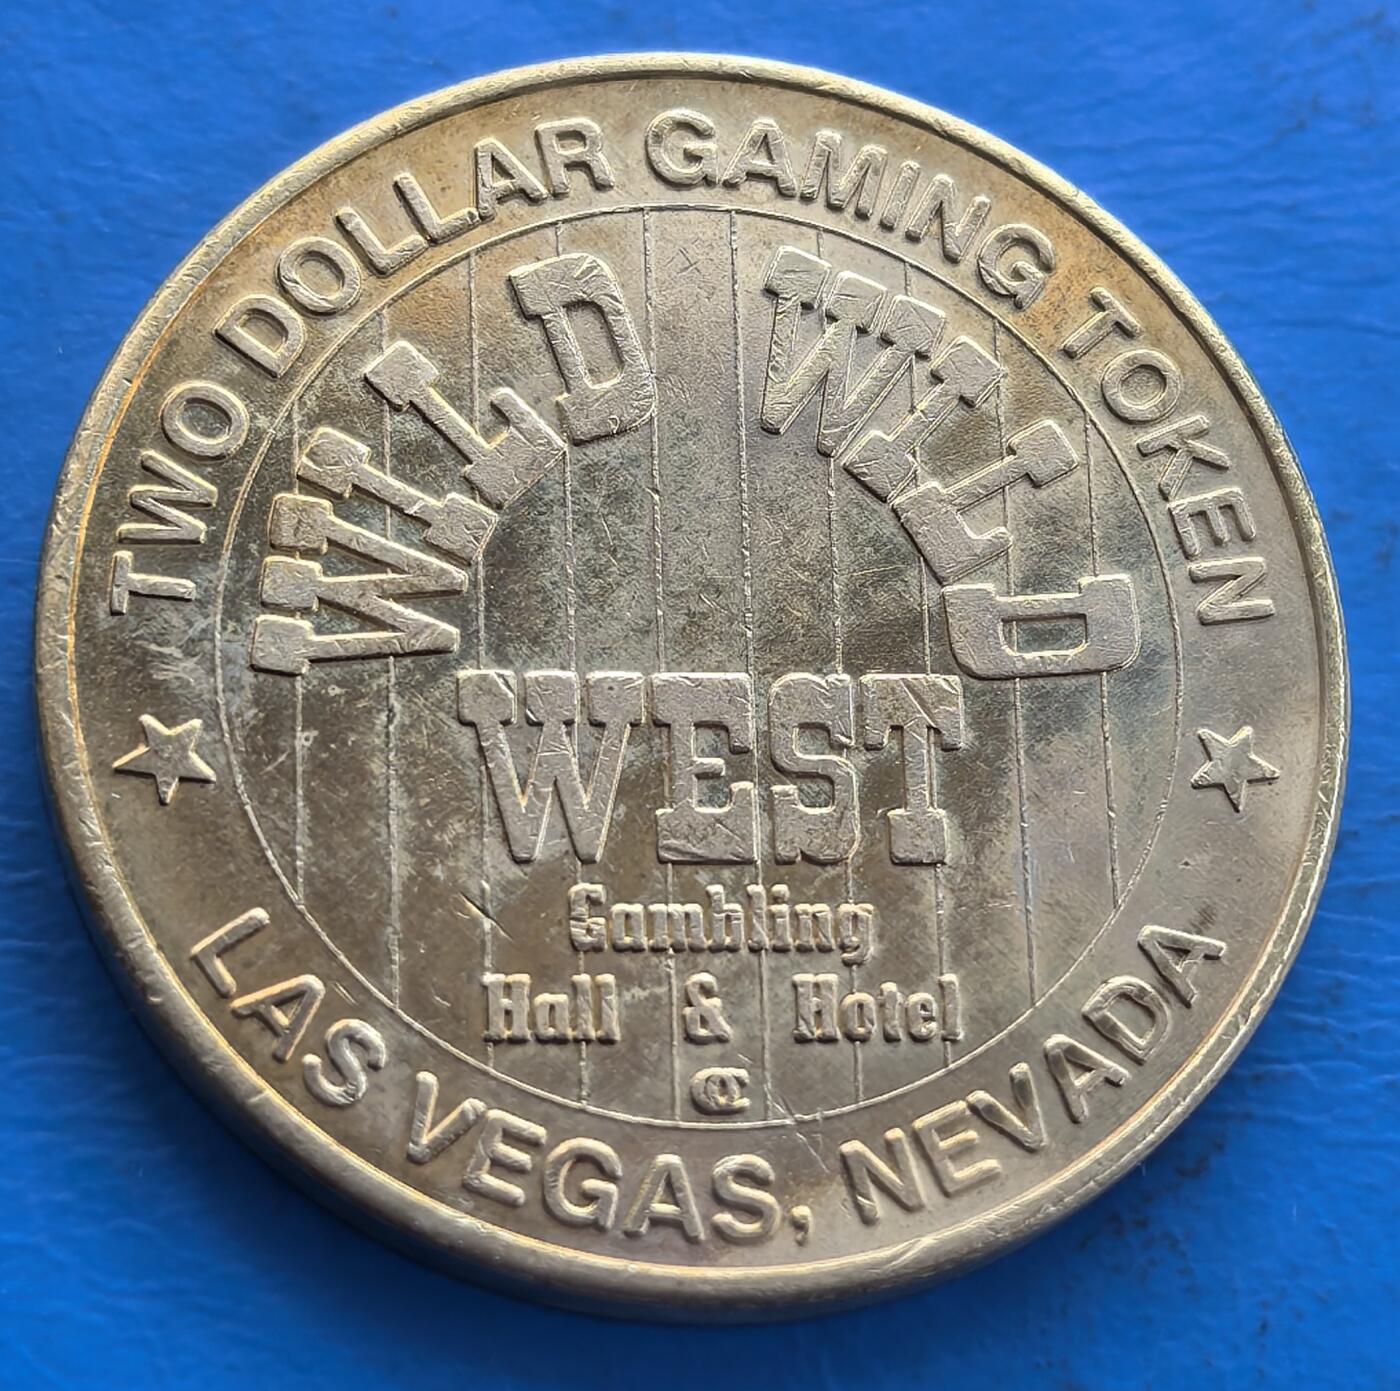 TWO DOLLAR GAMING TOKEN
WILD WILD
WEST
Gambling
Hall & Hotel
LAS VEGAS, NEVADA